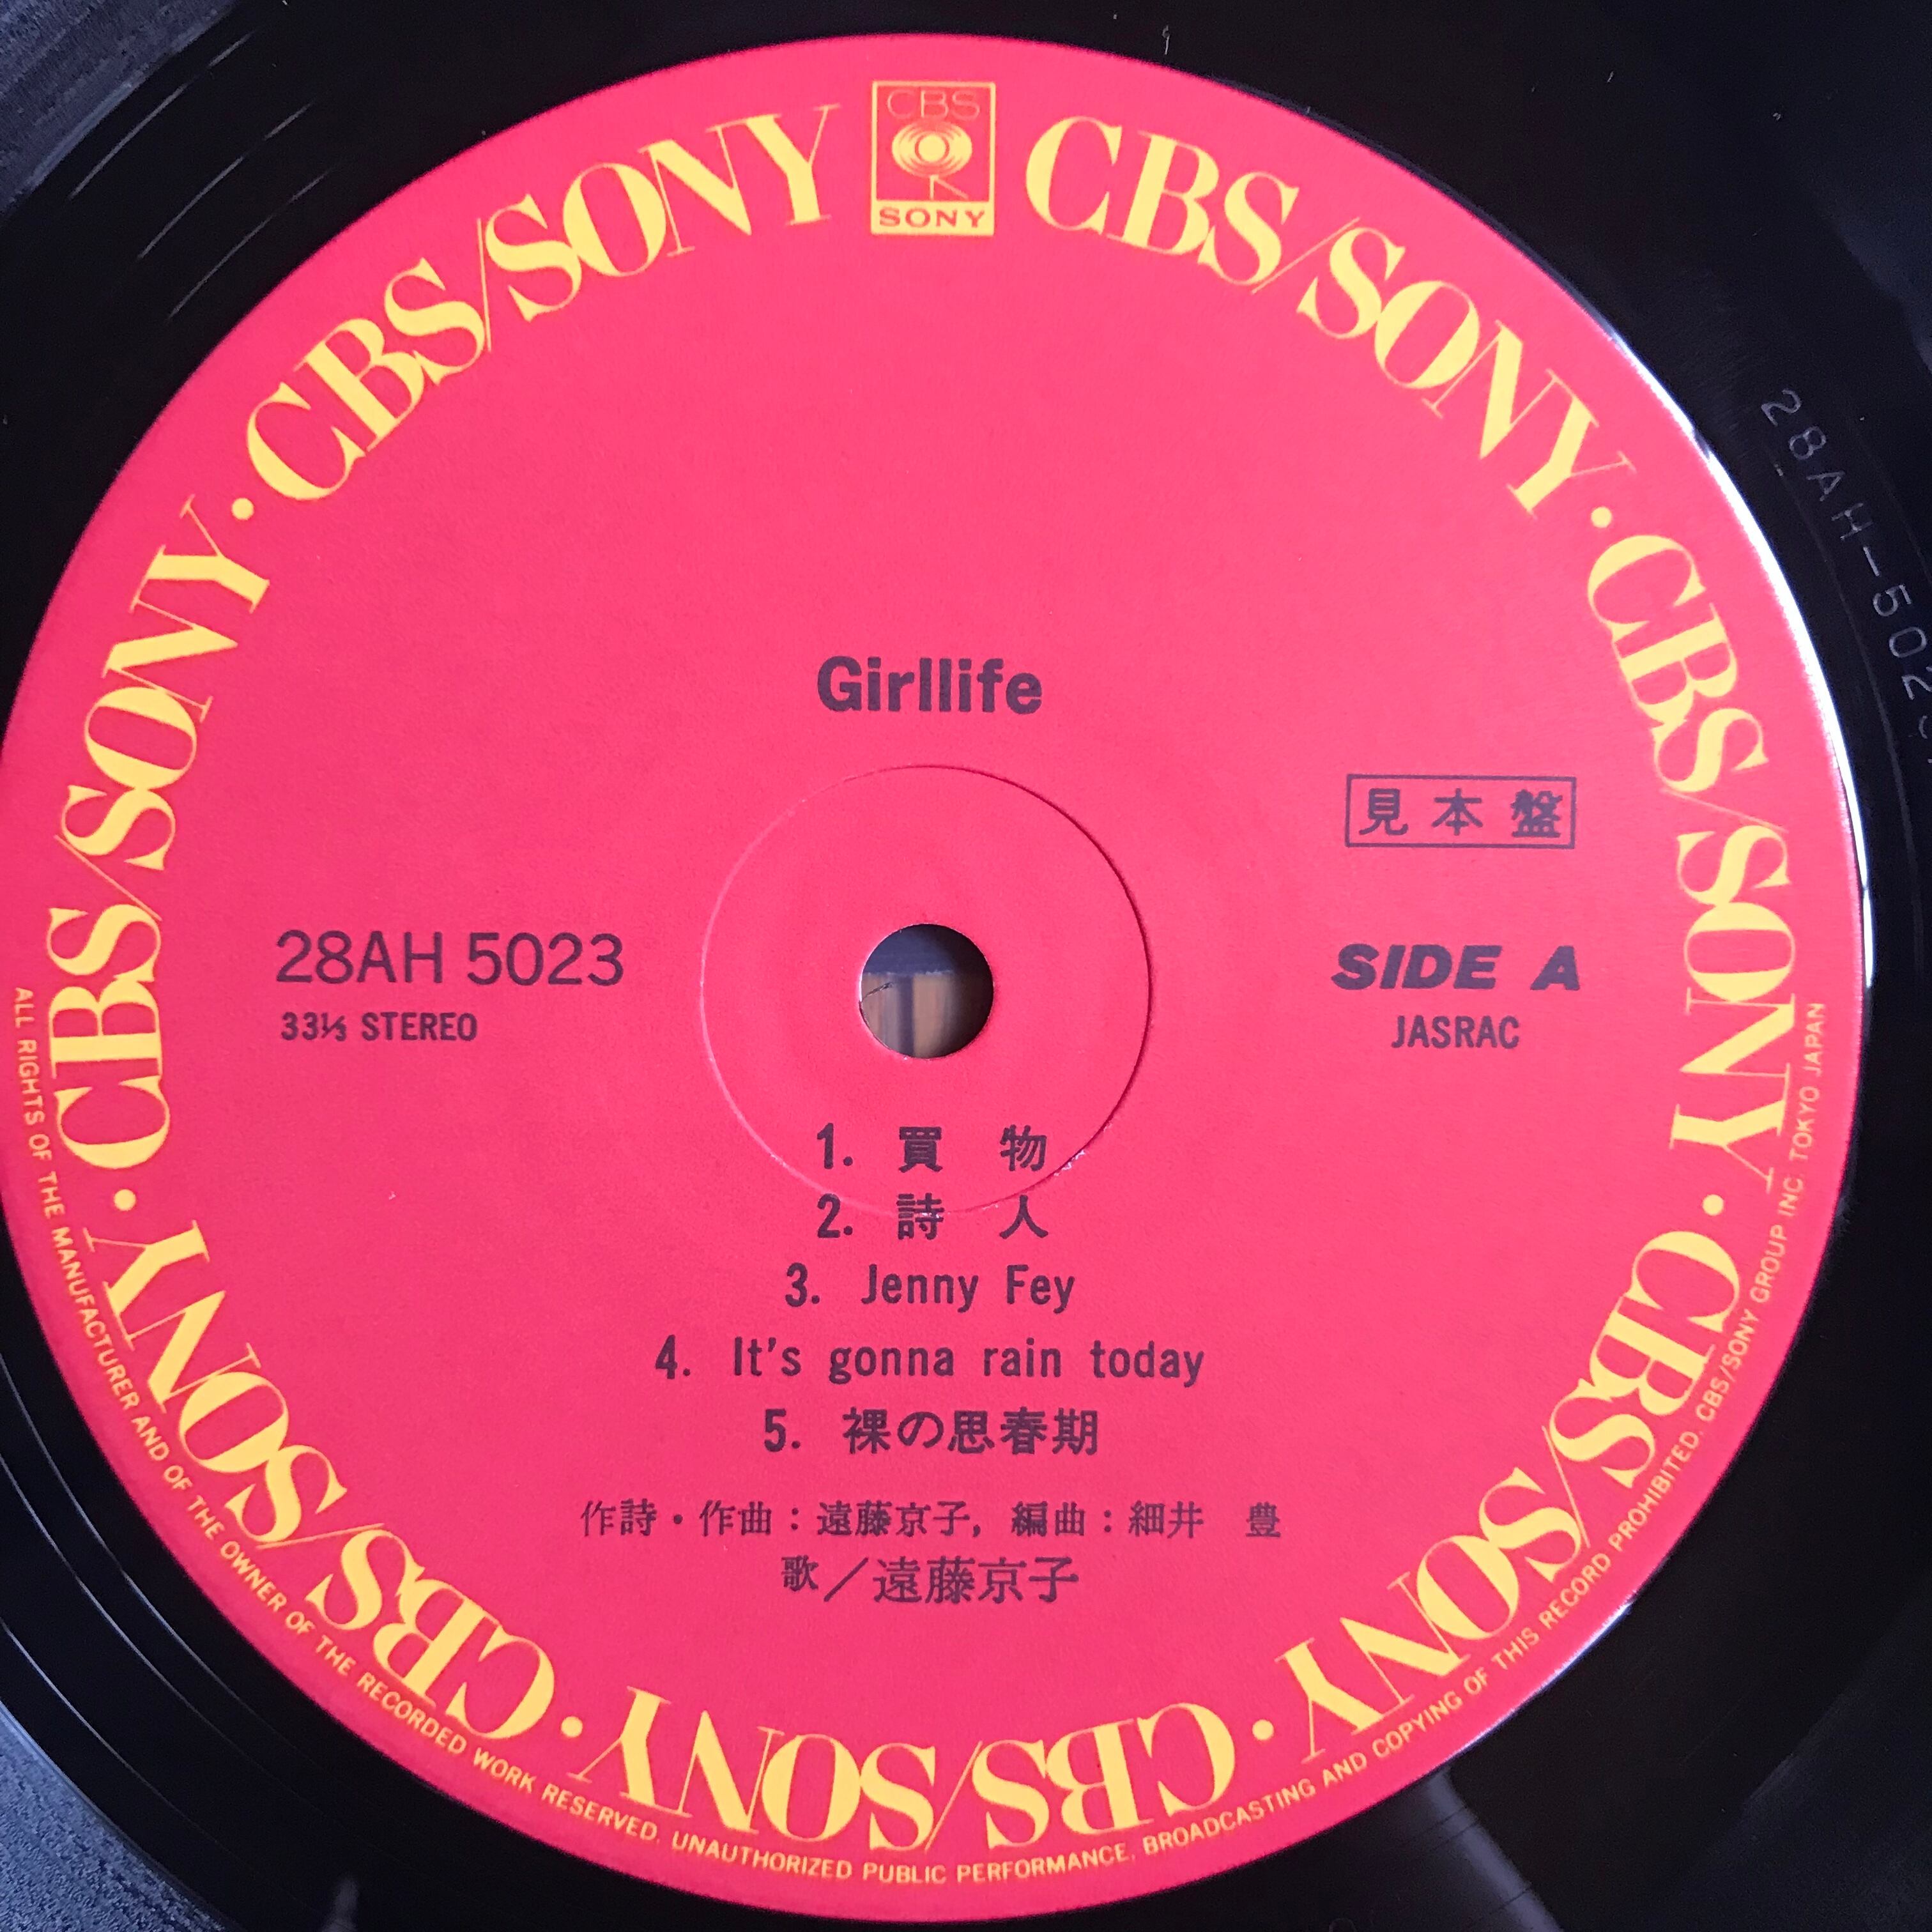 CBS
SONY
CBS/SONY · CBS/SONY · CBS/SONY · CBS/SONY · CBS/SONY · CBS/SONY · CBS/SONY · CBS/SONY
Girllife
見本盤
28AH 5023
SIDE A
33⅓ STEREO
JASRAC
1. 買 物
2. 詩 人
3. Jenny Fey
4. It's gonna rain today
5. 裸の思春期
作詩・作曲：遠藤京子, 編曲：細井 豊
歌／遠藤京子
ALL RIGHTS OF THE MANUFACTURER AND OF THE OWNER OF THE RECORDED WORK RESERVED. UNAUTHORIZED PUBLIC PERFORMANCE, BROADCASTING AND COPYING OF THIS RECORD PROHIBITED. CBS/SONY GROUP INC. TOKYO JAPAN
28AH-5023